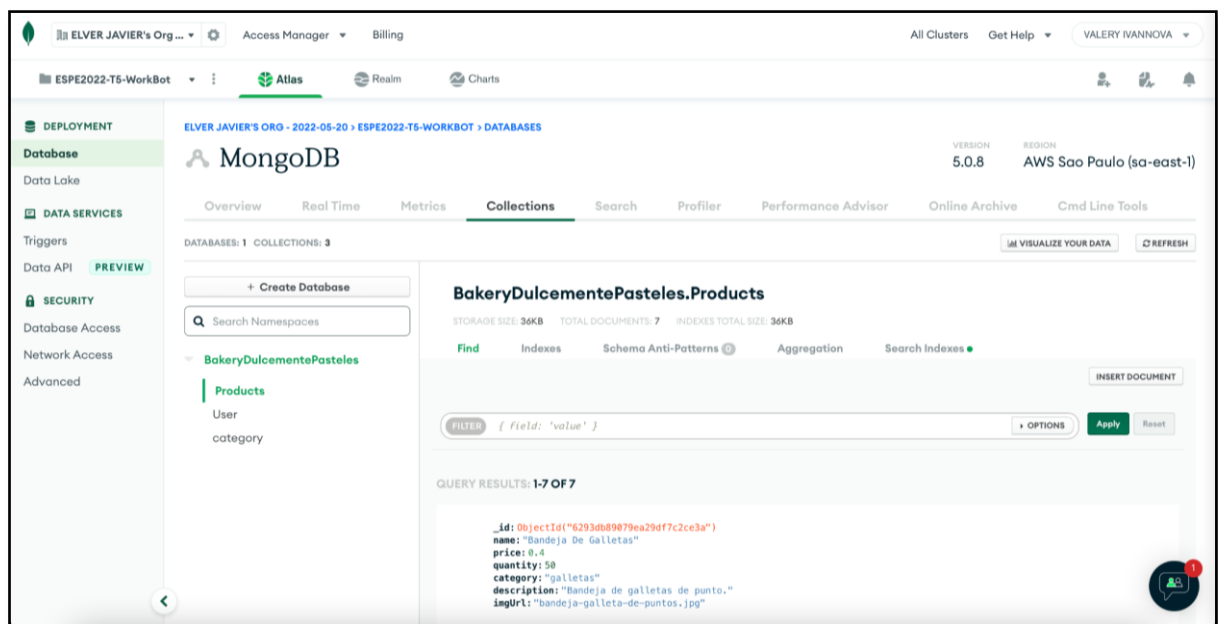 ELVER JAVIER's Org ... Access Manager Billing All Clusters Get Help VALERY IVANNOVA
ESPE2022-T5-WorkBot Atlas Realm Charts
DEPLOYMENT
Database
Data Lake
DATA SERVICES
Triggers
Data API PREVIEW
SECURITY
Database Access
Network Access
Advanced
ELVER JAVIER'S ORG - 2022-05-20 > ESPE2022-T5-WORKBOT > DATABASES
MongoDB
VERSION REGION
5.0.8 AWS Sao Paulo (sa-east-1)
Overview Real Time Metrics Collections Search Profiler Performance Advisor Online Archive Cmd Line Tools
DATABASES: 1 COLLECTIONS: 3 VISUALIZE YOUR DATA REFRESH
+ Create Database
Search Namespaces
BakeryDulcementePasteles
Products
User
category
BakeryDulcementePasteles.Products
STORAGE SIZE: 36KB TOTAL DOCUMENTS: 7 INDEXES TOTAL SIZE: 36KB
Find Indexes Schema Anti-Patterns 0 Aggregation Search Indexes
INSERT DOCUMENT
FILTER { field: 'value' } OPTIONS Apply Reset
QUERY RESULTS: 1-7 OF 7
_id: ObjectId("6293db89079ea29df7c2ce3a")
name: "Bandeja De Galletas"
price: 0.4
quantity: 50
category: "galletas"
description: "Bandeja de galletas de punto."
imgUrl: "bandeja-galleta-de-puntos.jpg"
1